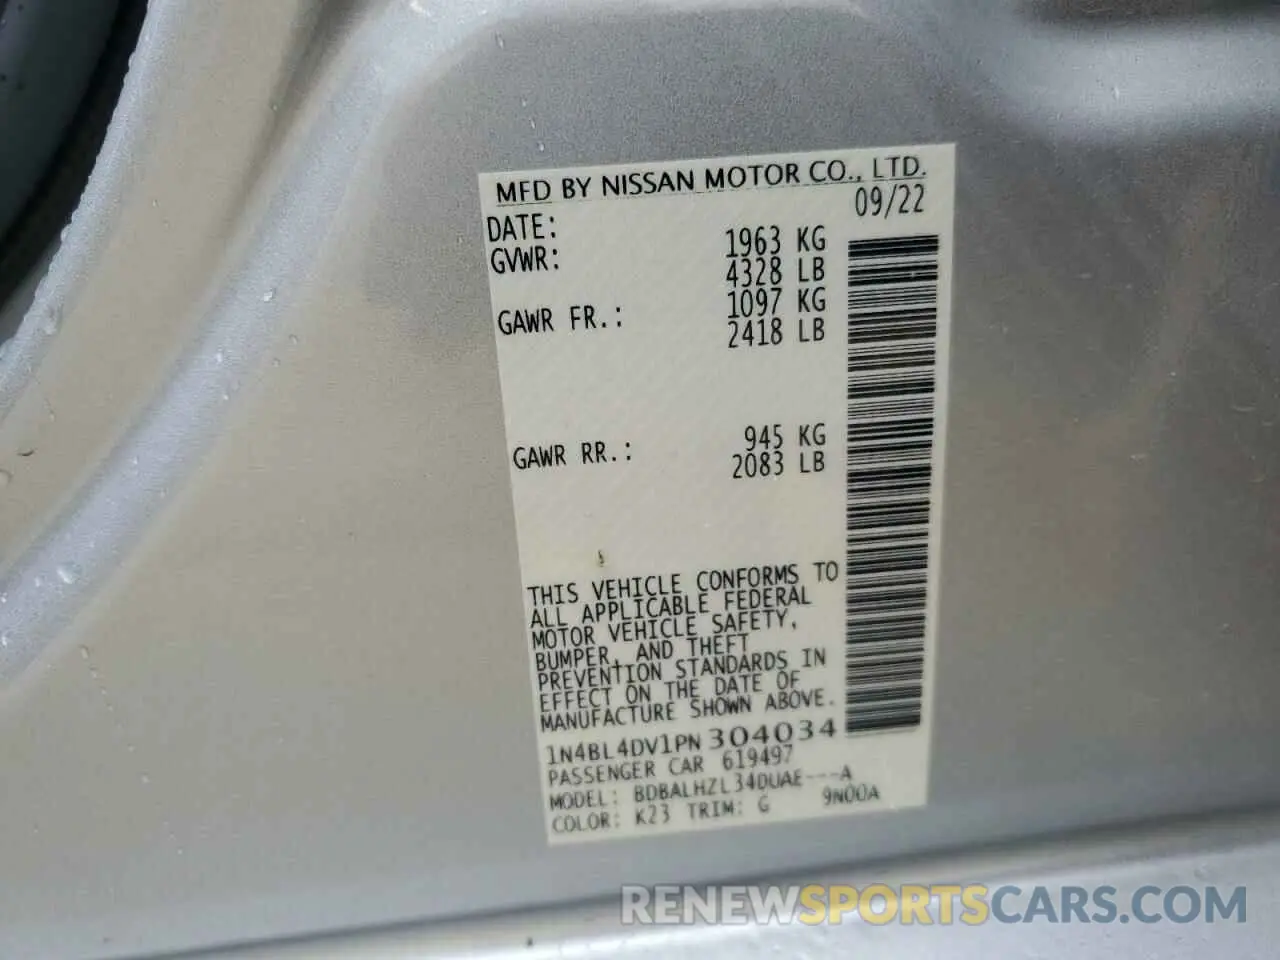 MFD BY NISSAN MOTOR CO., LTD.
DATE: 09/22
GVWR: 1963 KG
4328 LB
GAWR FR.: 1097 KG
2418 LB
GAWR RR.: 945 KG
2083 LB
THIS VEHICLE CONFORMS TO
ALL APPLICABLE FEDERAL
MOTOR VEHICLE SAFETY,
BUMPER, AND THEFT
PREVENTION STANDARDS IN
EFFECT ON THE DATE OF
MANUFACTURE SHOWN ABOVE.
1N4BL4DV1PN304034
PASSENGER CAR 619497
MODEL: BDBALHZL34DUAE---A
COLOR: K23 TRIM: G 9N00A
RENEWSPORTSCARS.COM